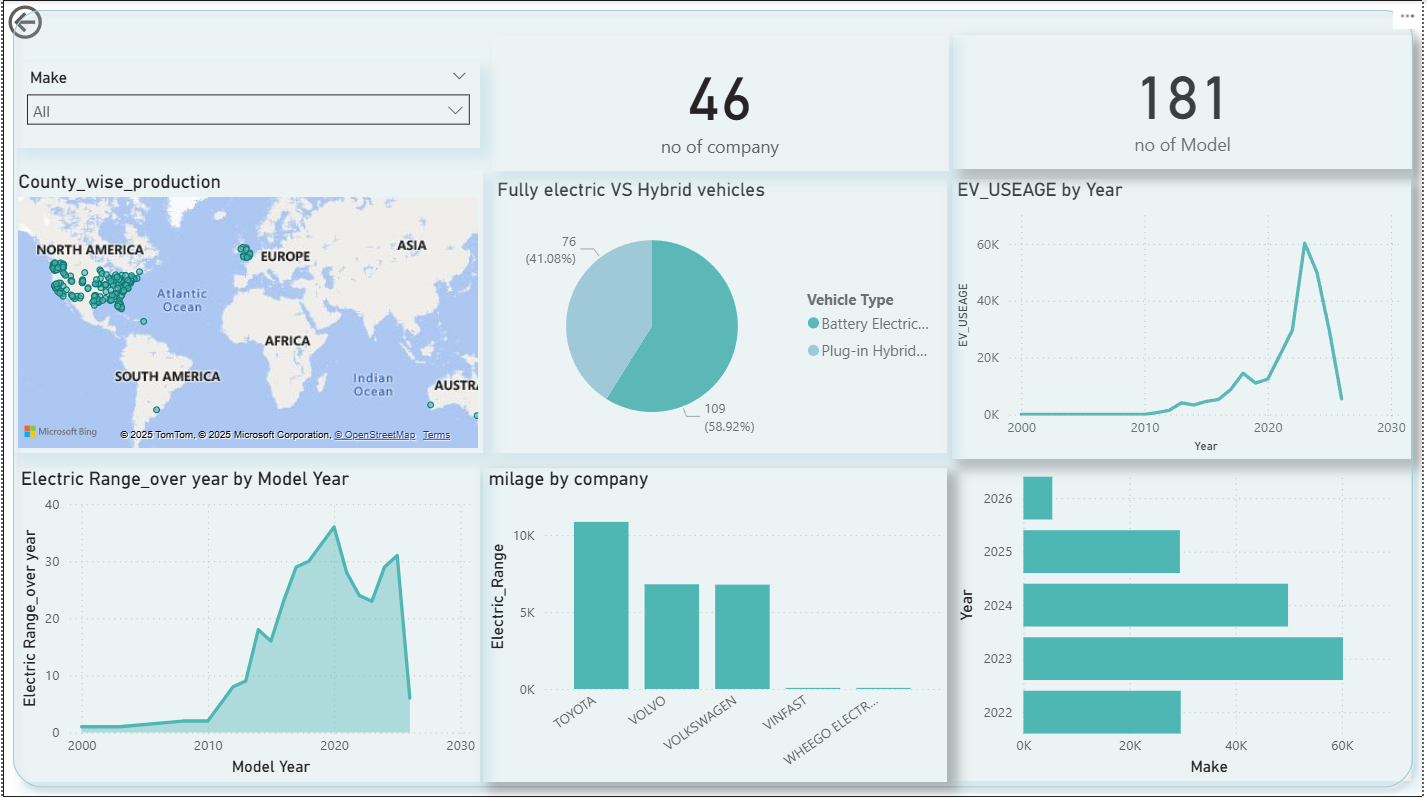 Make
All
46
no of company
181
no of Model
County_wise_production
NORTH AMERICA
EUROPE
ASIA
Atlantic
Ocean
AFRICA
SOUTH AMERICA
Indian
Ocean
AUSTRA
Microsoft Bing
© 2025 TomTom, © 2025 Microsoft Corporation, © OpenStreetMap Terms
Fully electric VS Hybrid vehicles
76
(41.08%)
109
(58.92%)
Vehicle Type
Battery Electric...
Plug-in Hybrid...
EV_USEAGE by Year
EV_USEAGE
60K
40K
20K
0K
2000 2010 2020 2030
Year
Electric Range_over year by Model Year
Electric Range_over year
40
30
20
10
0
2000 2010 2020 2030
Model Year
milage by company
Electric_Range
10K
5K
0K
TOYOTA
VOLVO
VOLKSWAGEN
VINFAST
WHEEGO ELECTR...
Year
2026
2025
2024
2023
2022
0K 20K 40K 60K
Make